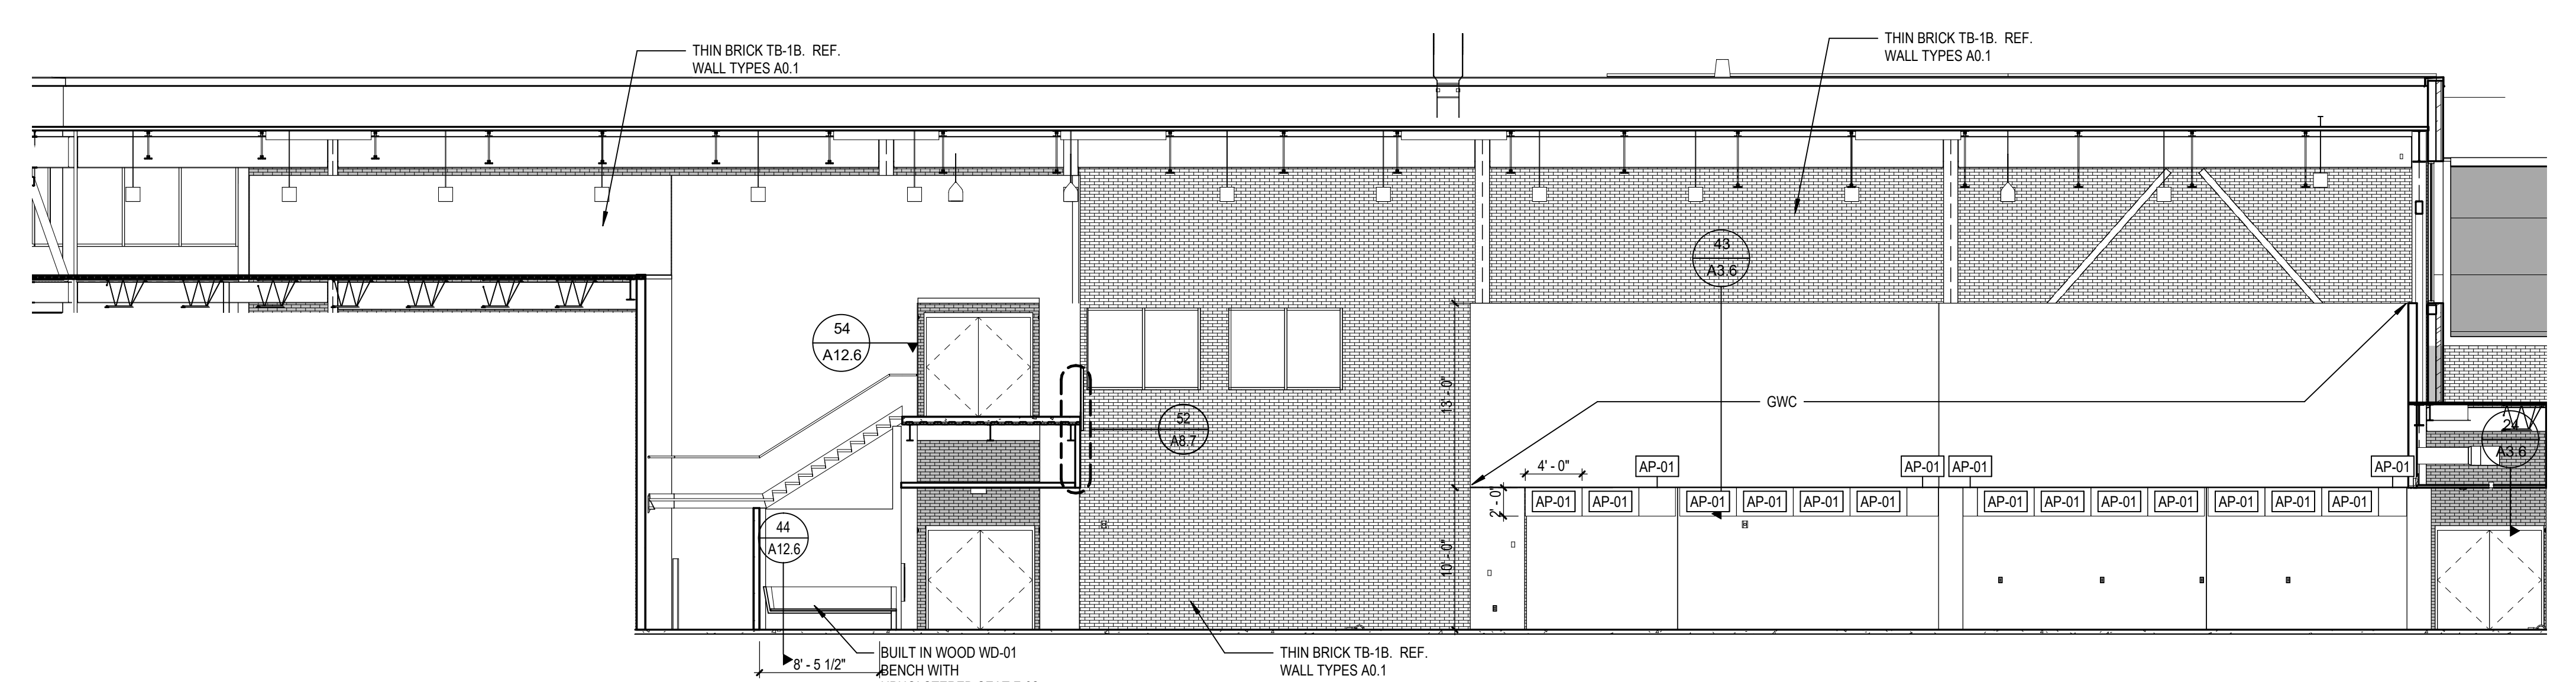 THIN BRICK TB-1B. REF.
WALL TYPES A0.1
THIN BRICK TB-1B. REF.
WALL TYPES A0.1
43
A3.6
54
A12.6
13' - 0"
GWC
52
A8.7
24
A3.6
4' - 0"
AP-01
AP-01
AP-01
AP-01
2' - 0"
AP-01
AP-01
AP-01
AP-01
AP-01
AP-01
AP-01
AP-01
AP-01
AP-01
AP-01
AP-01
AP-01
44
A12.6
10' - 0"
BUILT IN WOOD WD-01
BENCH WITH
8' - 5 1/2"
THIN BRICK TB-1B. REF.
WALL TYPES A0.1